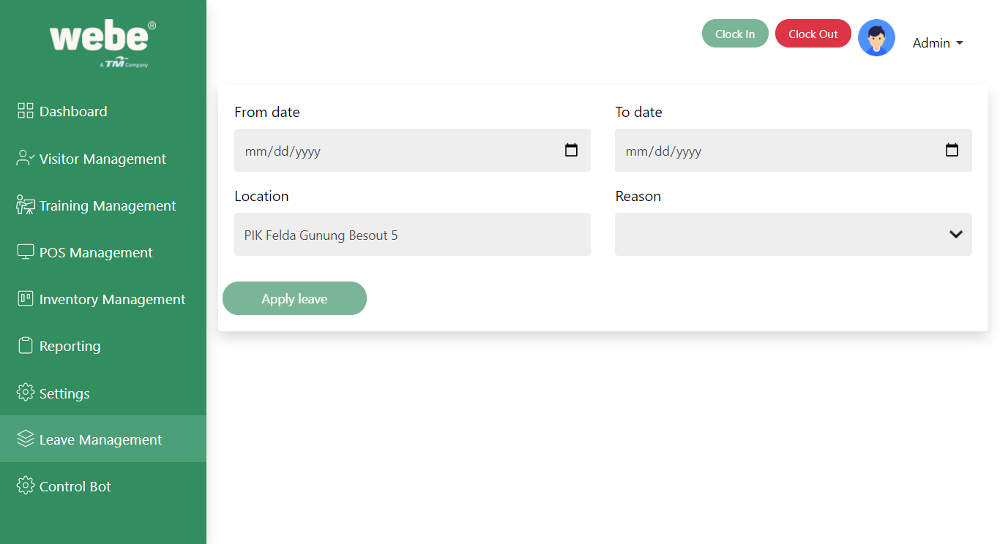 webe®
A TM Company
Dashboard
Visitor Management
Training Management
POS Management
Inventory Management
Reporting
Settings
Leave Management
Control Bot
Clock In
Clock Out
Admin
From date
To date
mm/dd/yyyy
mm/dd/yyyy
Location
Reason
PIK Felda Gunung Besout 5
Apply leave